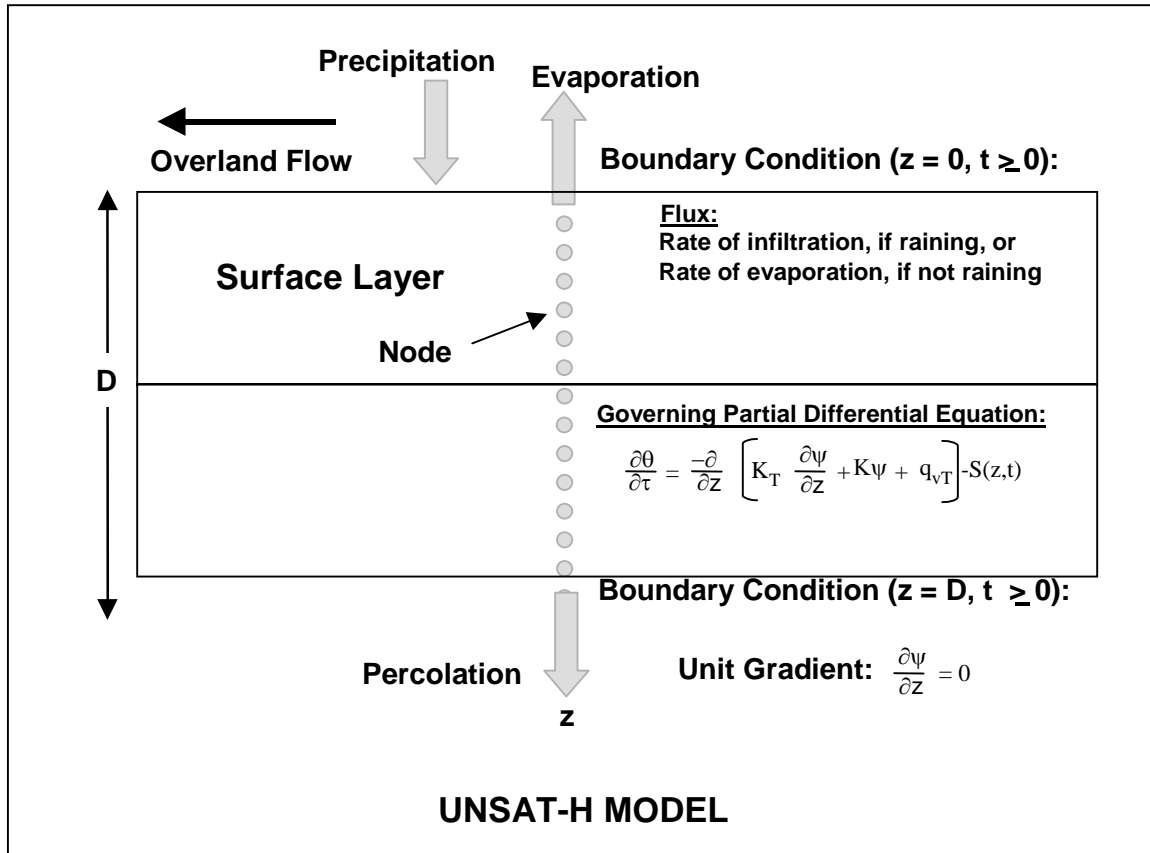 Precipitation
Evaporation
Overland Flow
Boundary Condition (z = 0, t ≥ 0):
Flux:
Rate of infiltration, if raining, or
Rate of evaporation, if not raining
Surface Layer
Node
D
Governing Partial Differential Equation:
∂θ/∂τ = −∂/∂z [K_T ∂ψ/∂z + Kψ + q_vT] -S(z,t)
Boundary Condition (z = D, t ≥ 0):
Percolation
Unit Gradient: ∂ψ/∂z = 0
z
UNSAT-H MODEL